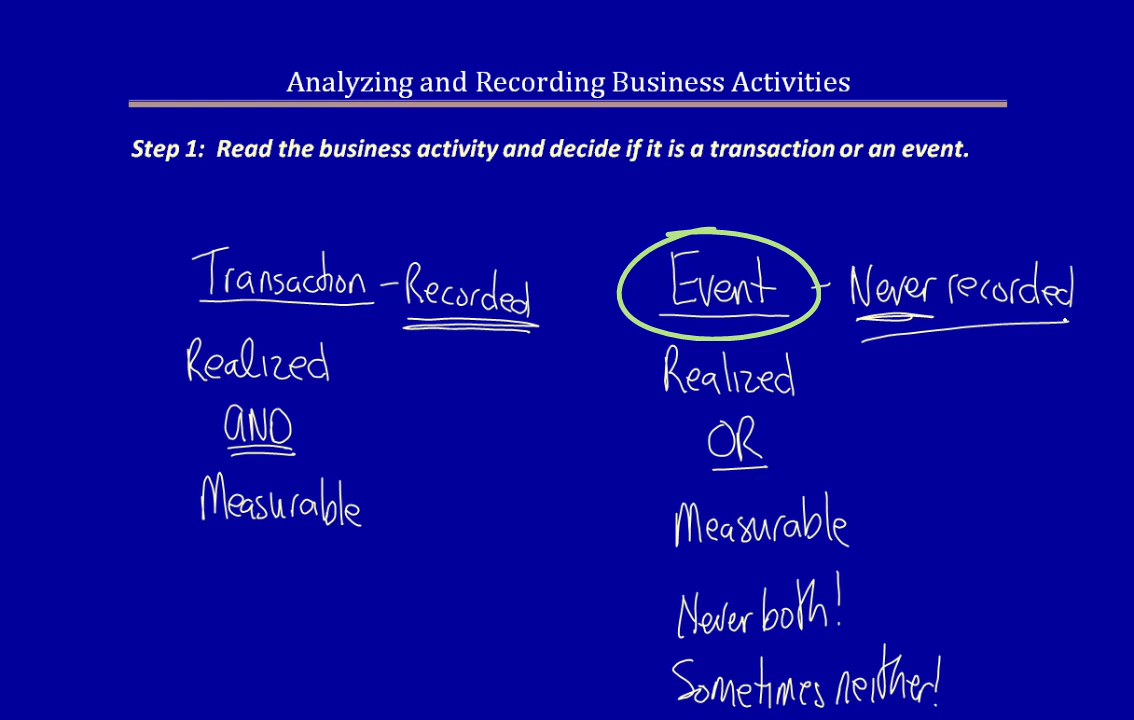 Analyzing and Recording Business Activities
Step 1: Read the business activity and decide if it is a transaction or an event.
Transaction - Recorded
Realized
AND
Measurable
Event - Never recorded
Realized
OR
Measurable
Never both!
Sometimes neither!